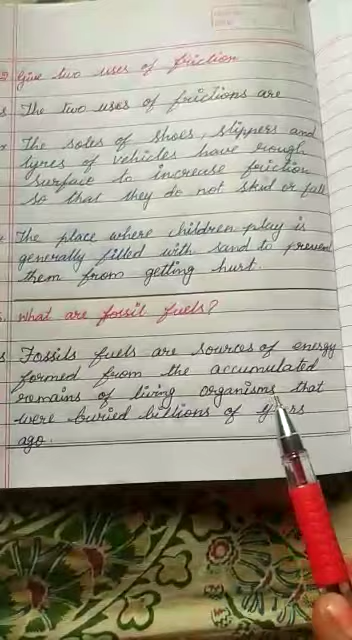 Give two uses of friction
The two uses of frictions are
The soles of shoes, slippers and
tyres of vehicles have rough
surface to increase friction
so that they do not skid or fall
The place where children play is
generally filled with sand to prevent
them from getting hurt.
What are fossil fuels?
Fossils fuels are sources of energy
formed from the accumulated
remains of living organisms that
were buried billions of years
ago.